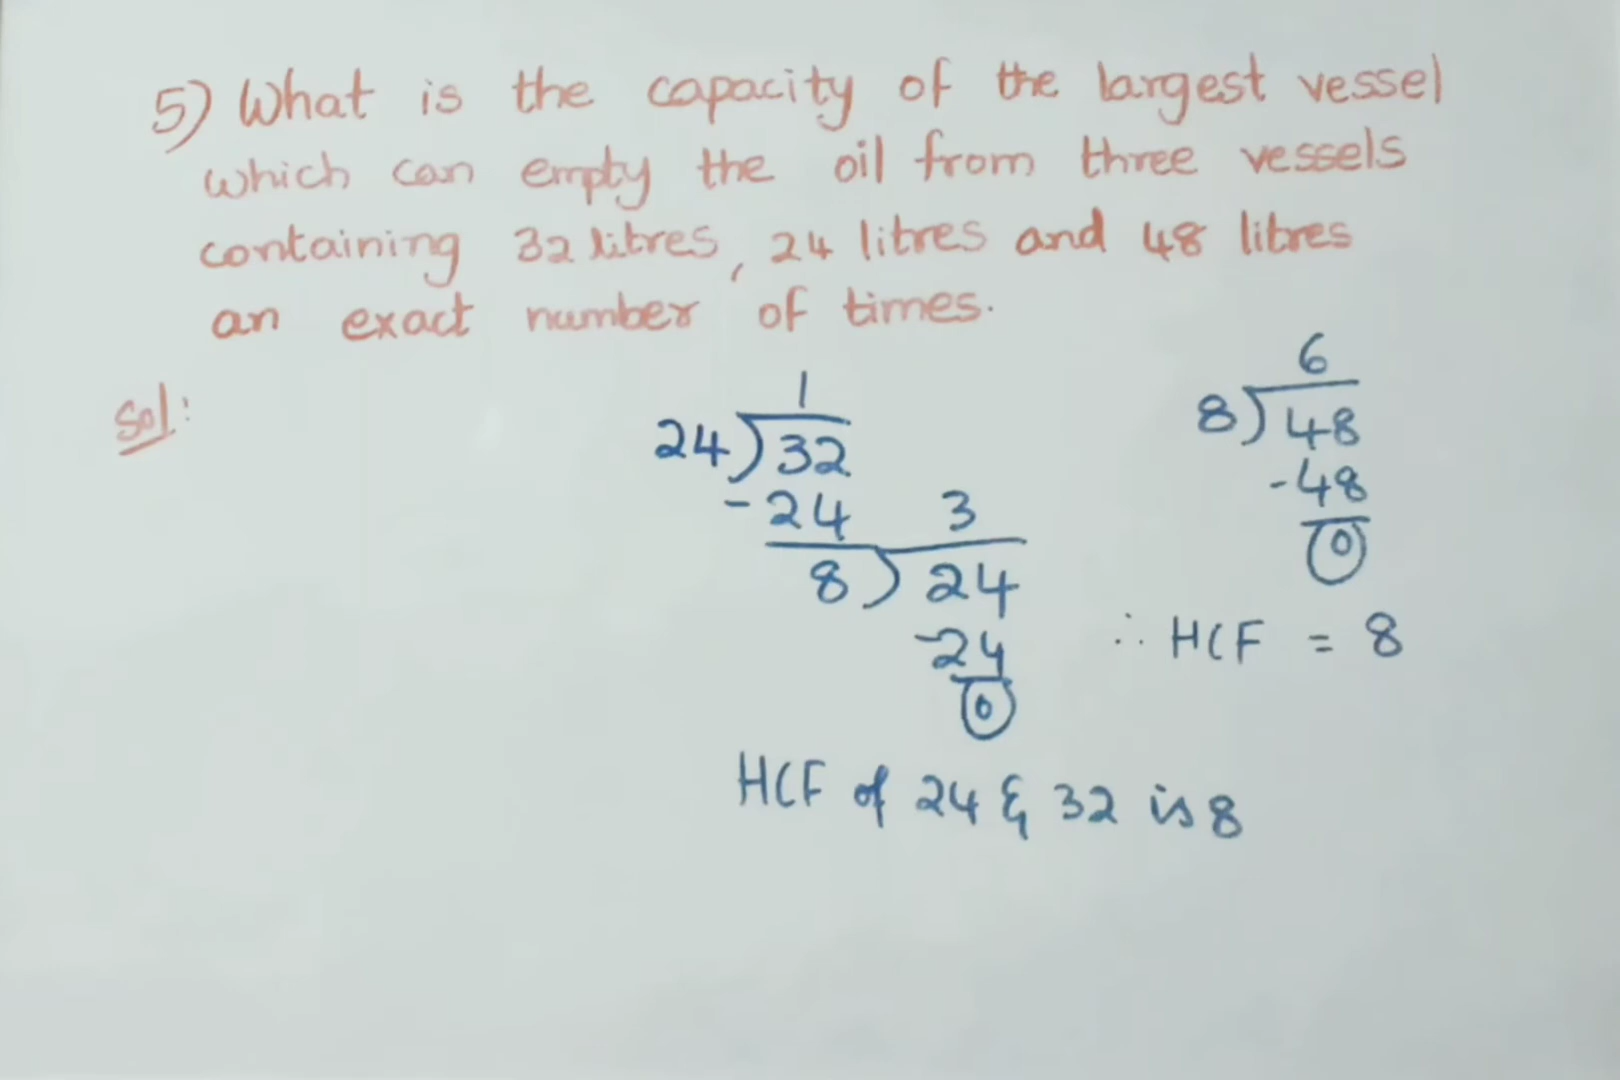 5) What is the capacity of the largest vessel
which can empty the oil from three vessels
containing 32 litres, 24 litres and 48 litres
an exact number of times.
Sol:
1
24) 32
-24 3
8) 24
-24
0
HCF of 24 & 32 is 8
6
8) 48
-48
0
∴ HCF = 8